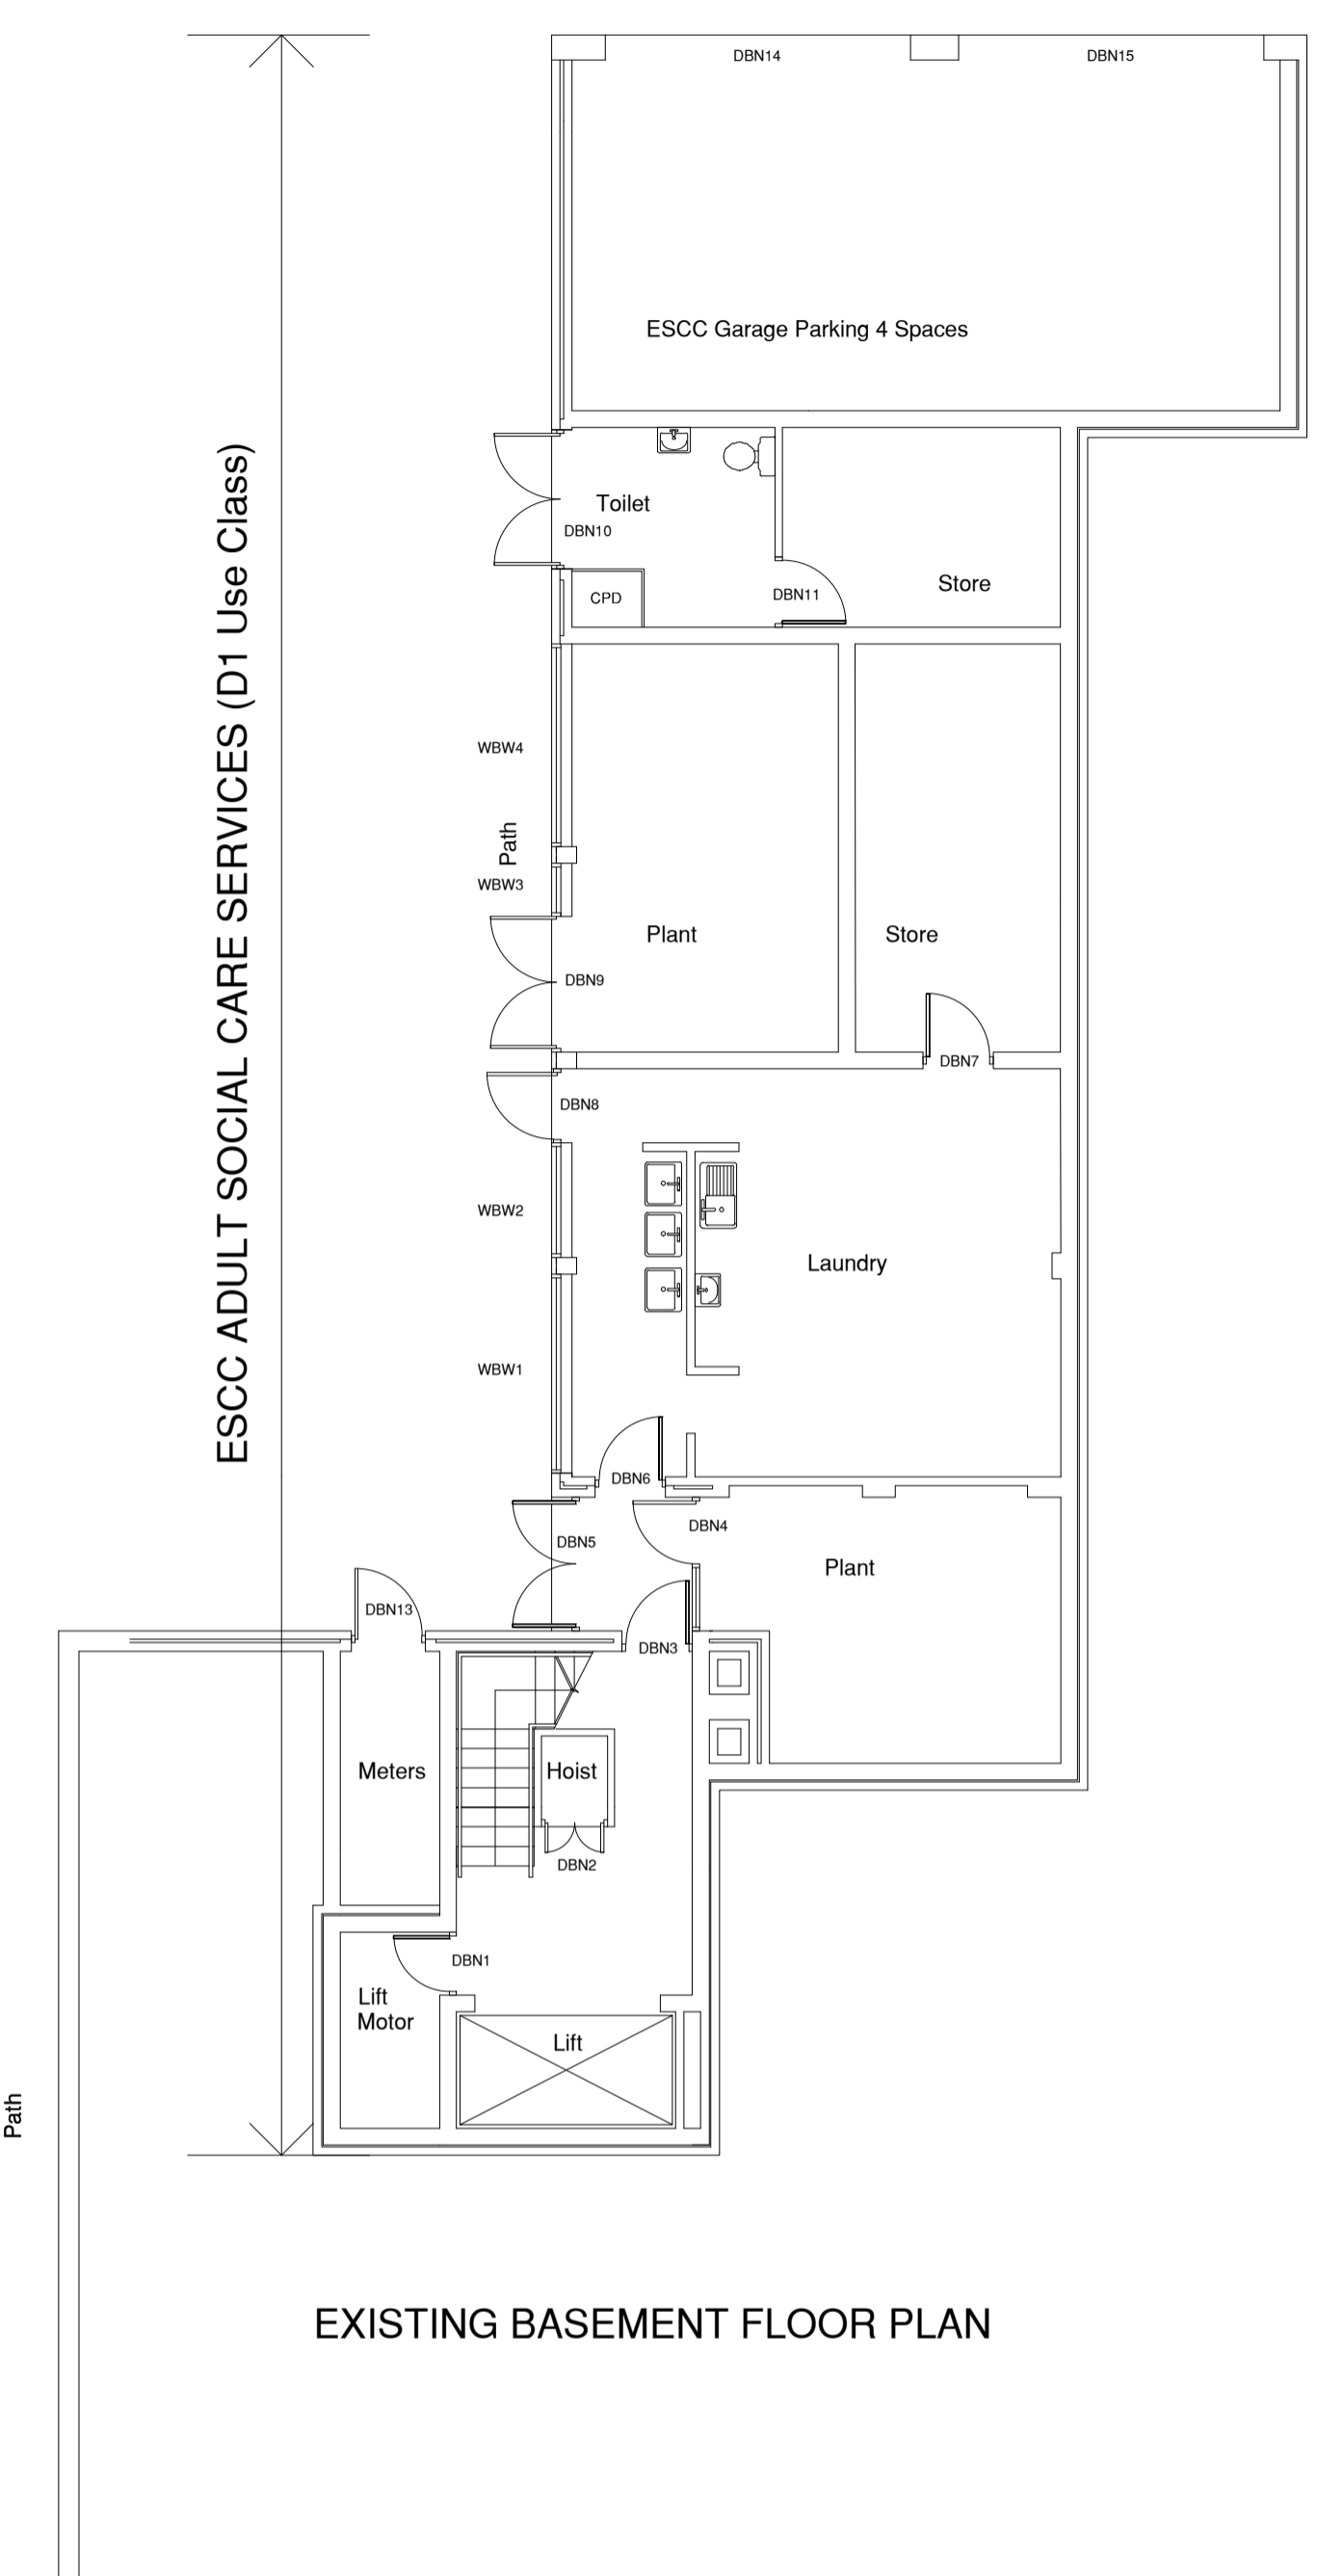 DBN14
DBN15
ESCC Garage Parking 4 Spaces
ESCC ADULT SOCIAL CARE SERVICES (D1 Use Class)
Toilet
DBN10
CPD
DBN11
Store
WBW4
Path
WBW3
Plant
Store
DBN9
DBN7
DBN8
WBW2
Laundry
WBW1
DBN6
DBN4
DBN5
Plant
DBN13
DBN3
Meters
Hoist
DBN2
DBN1
Lift
Motor
Lift
Path
EXISTING BASEMENT FLOOR PLAN